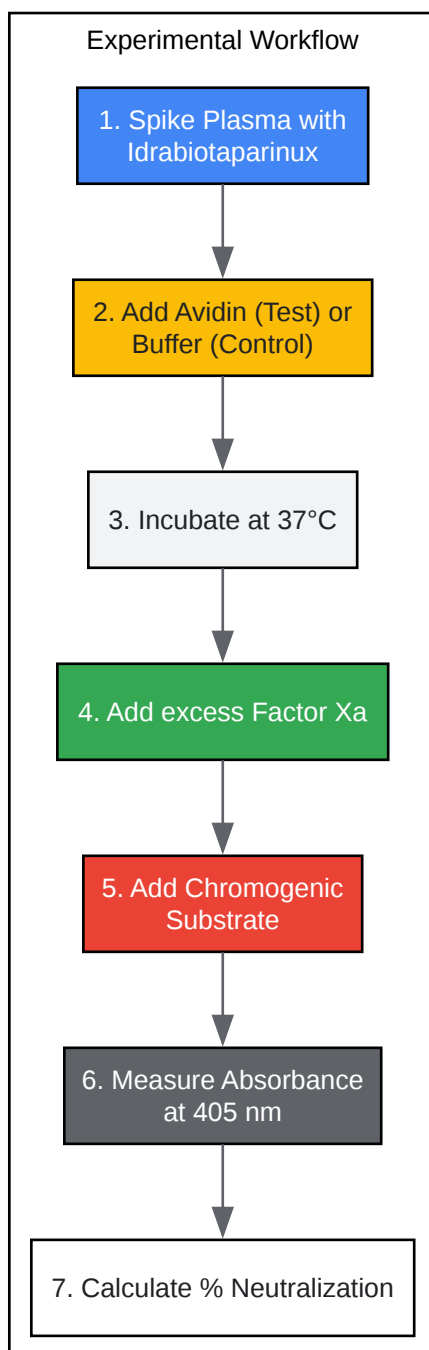 Experimental Workflow
1. Spike Plasma with
Idrabiotaparinux
2. Add Avidin (Test) or
Buffer (Control)
3. Incubate at 37°C
4. Add excess Factor Xa
5. Add Chromogenic
Substrate
6. Measure Absorbance
at 405 nm
7. Calculate % Neutralization